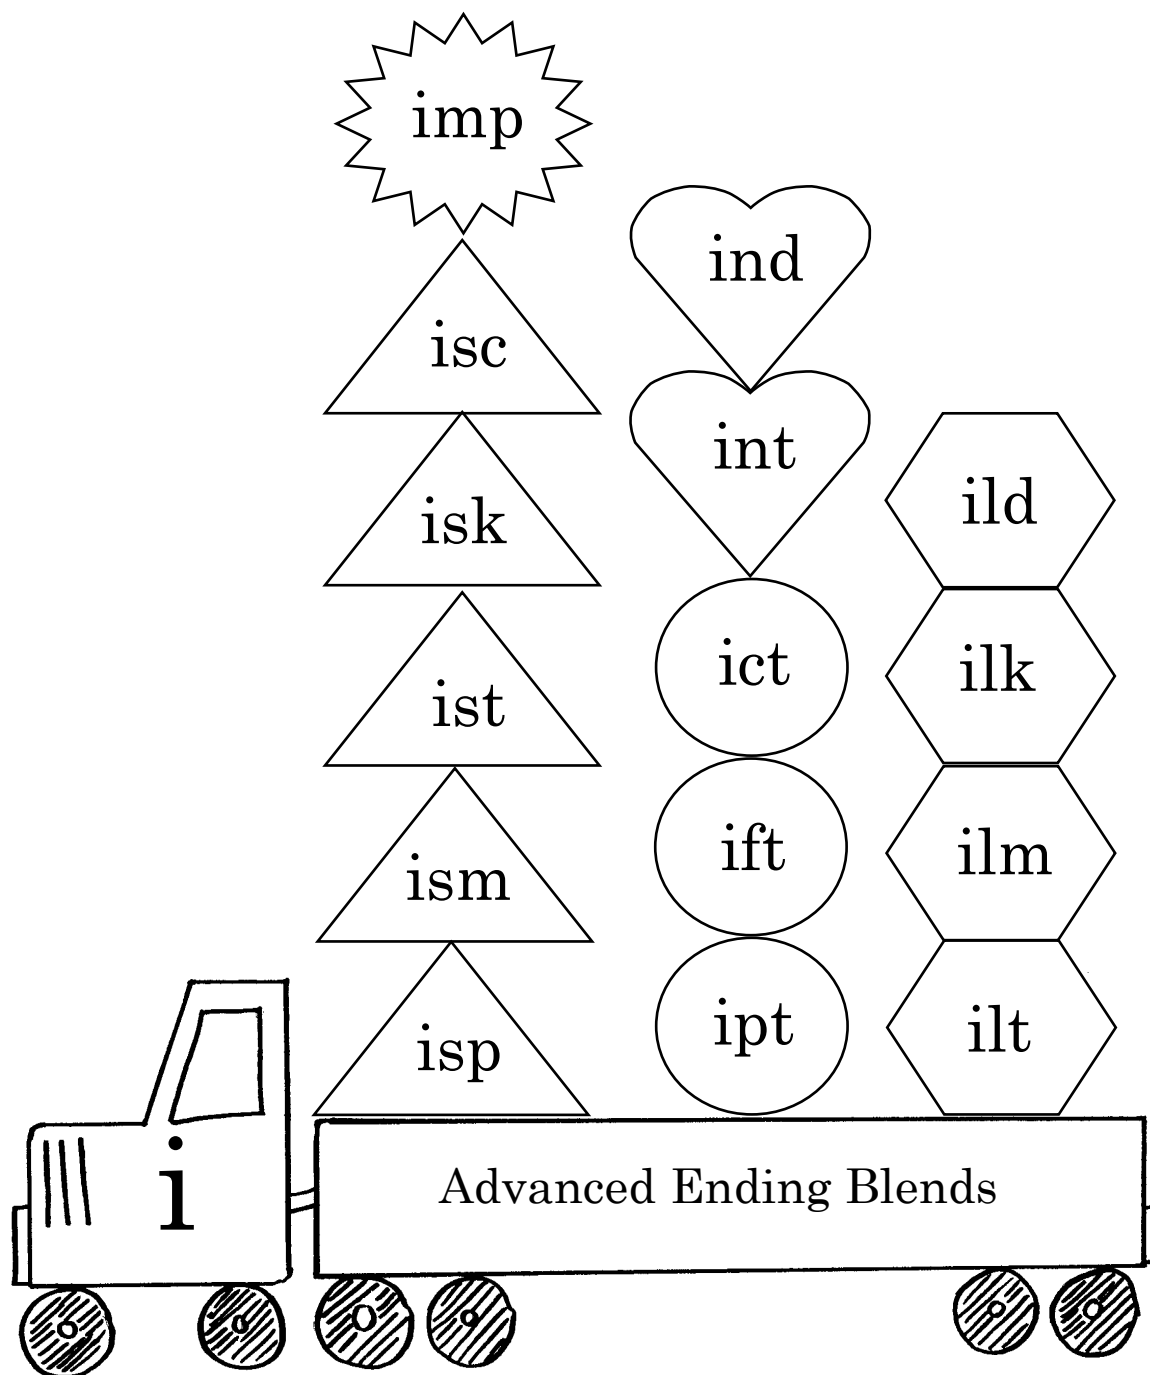 imp
isc
isk
ist
ism
isp
ind
int
ict
ift
ipt
ild
ilk
ilm
ilt
i
Advanced Ending Blends